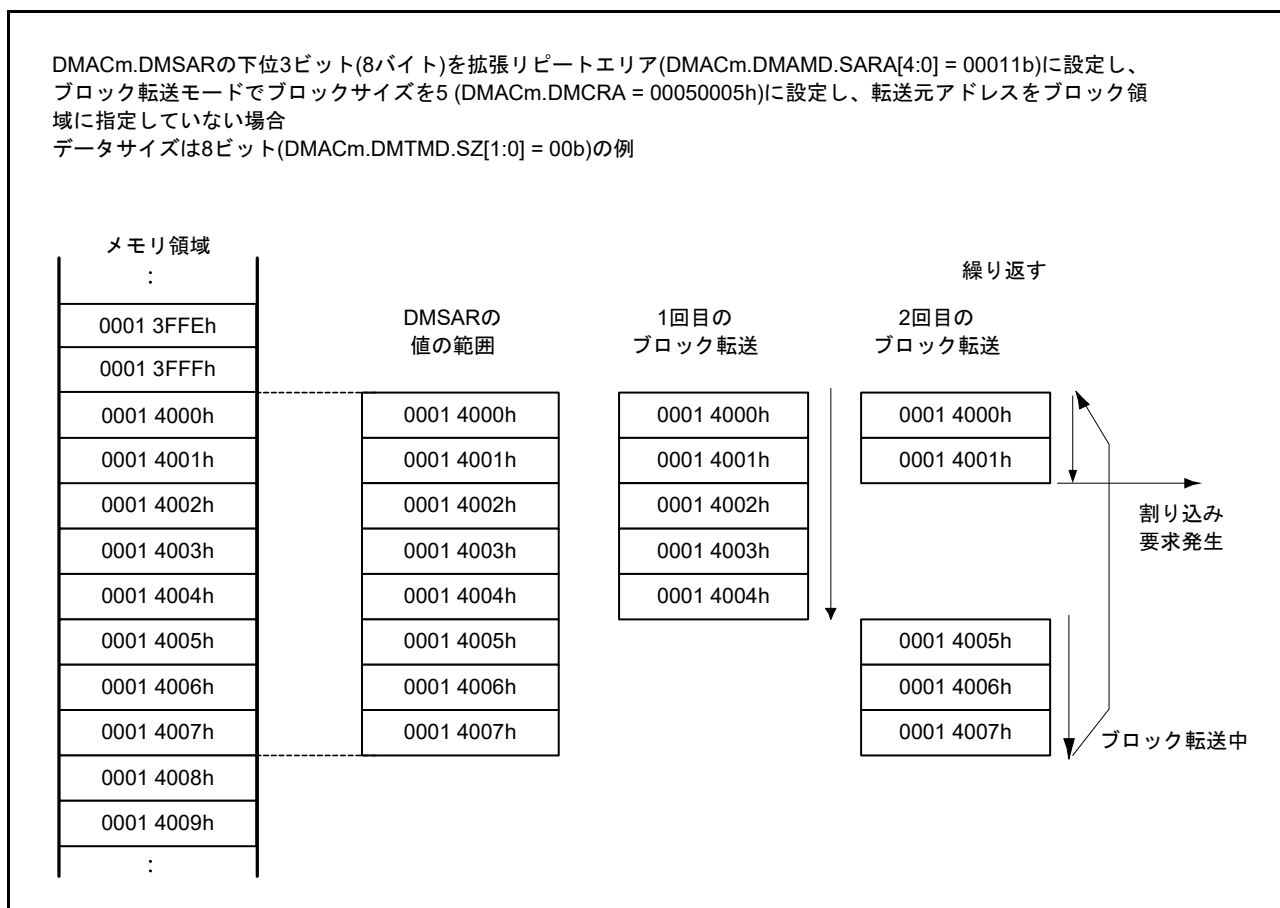 DMACm.DMSARの下位3ビット(8バイト)を拡張リピートエリア(DMACm.DMAMD.SARA[4:0] = 00011b)に設定し、
ブロック転送モードでブロックサイズを5 (DMACm.DMCRA = 00050005h)に設定し、転送元アドレスをブロック領
域に指定していない場合
データサイズは8ビット(DMACm.DMTMD.SZ[1:0] = 00b)の例
メモリ領域
:
0001 3FFEh
0001 3FFFh
0001 4000h
0001 4001h
0001 4002h
0001 4003h
0001 4004h
0001 4005h
0001 4006h
0001 4007h
0001 4008h
0001 4009h
:
DMSARの
値の範囲
0001 4000h
0001 4001h
0001 4002h
0001 4003h
0001 4004h
0001 4005h
0001 4006h
0001 4007h
1回目の
ブロック転送
0001 4000h
0001 4001h
0001 4002h
0001 4003h
0001 4004h
繰り返す
2回目の
ブロック転送
0001 4000h
0001 4001h
0001 4005h
0001 4006h
0001 4007h
割り込み
要求発生
ブロック転送中